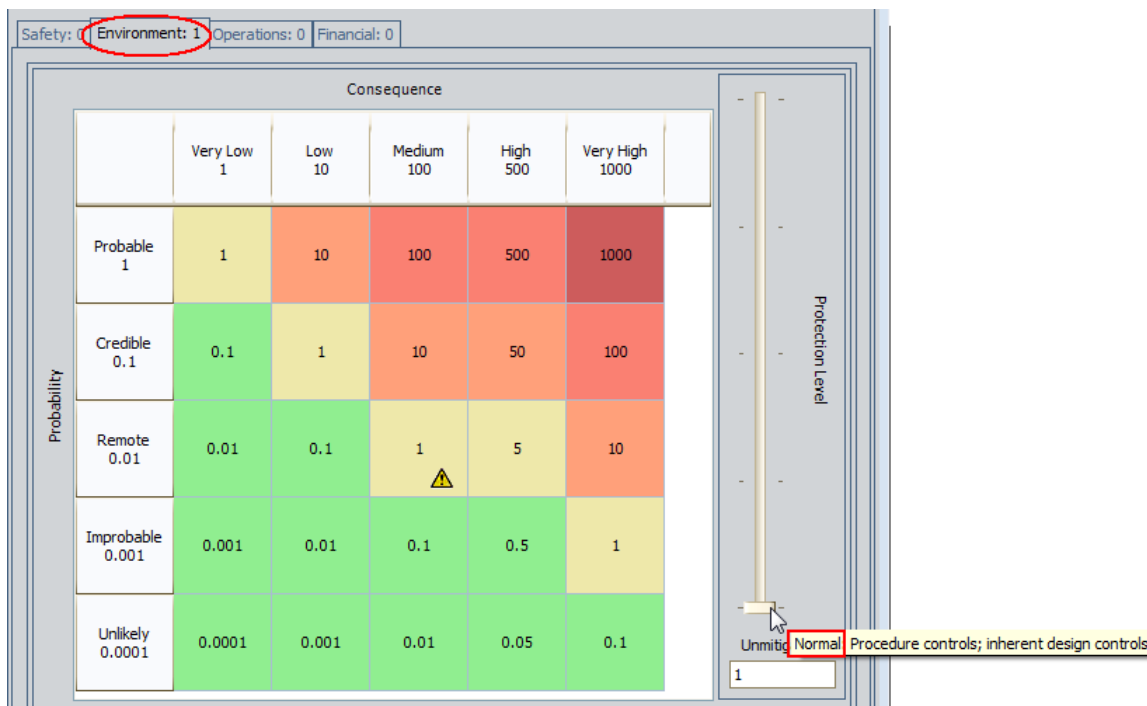 Safety: 0 Environment: 1 Operations: 0 Financial: 0
Consequence
Very Low Low Medium High Very High
1 10 100 500 1000
Probability
Protection Level
Probable
1
1 10 100 500 1000
Credible
0.1
0.1 1 10 50 100
Remote
0.01
0.01 0.1 1 5 10
Improbable
0.001
0.001 0.01 0.1 0.5 1
Unlikely
0.0001
0.0001 0.001 0.01 0.05 0.1
Normal Procedure controls; inherent design controls
1